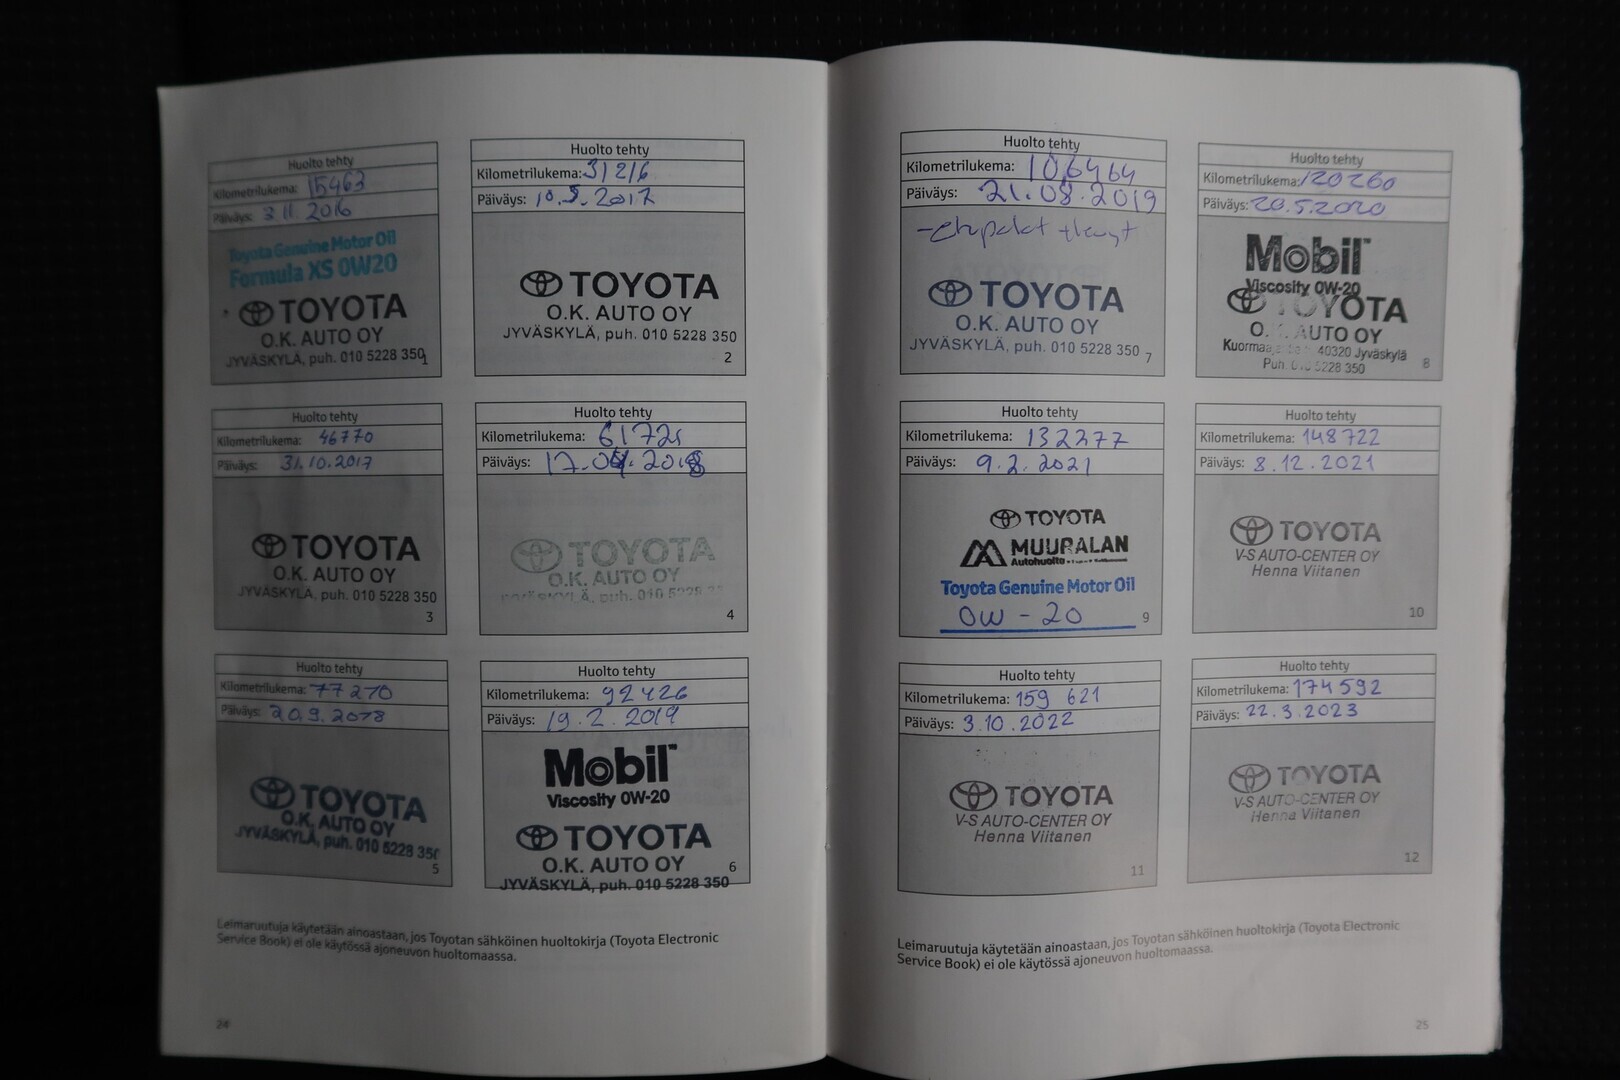 Huolto tehty
Kilometrilukema: 15463
Päiväys: 3 11. 2016
Toyota Genuine Motor Oil
Formula XS 0W20
TOYOTA
O.K. AUTO OY
JYVÄSKYLÄ, puh. 010 5228 350
1
Huolto tehty
Kilometrilukema: 31216
Päiväys: 10.5.2017
TOYOTA
O.K. AUTO OY
JYVÄSKYLÄ, puh. 010 5228 350
2
Huolto tehty
Kilometrilukema: 46770
Päiväys: 31.10.2017
TOYOTA
O.K. AUTO OY
JYVÄSKYLÄ, puh. 010 5228 350
3
Huolto tehty
Kilometrilukema: 61721
Päiväys: 17.04.2018
TOYOTA
O.K. AUTO OY
4
Huolto tehty
Kilometrilukema: 77270
Päiväys: 20.9.2018
TOYOTA
O.K. AUTO OY
JYVÄSKYLÄ, puh. 010 5228 350
5
Huolto tehty
Kilometrilukema: 92426
Päiväys: 19.2.2019
Mobil™
Viscosity 0W-20
TOYOTA
O.K. AUTO OY
6
JYVÄSKYLÄ, puh. 010 5228 350
Leimaruutuja käytetään ainoastaan, jos Toyotan sähköinen huoltokirja (Toyota Electronic
Service Book) ei ole käytössä ajoneuvon huoltomaassa.
24
Huolto tehty
Kilometrilukema: 106464
Päiväys: 21.08.2019
TOYOTA
O.K. AUTO OY
JYVÄSKYLÄ, puh. 010 5228 350
7
Huolto tehty
Kilometrilukema: 120260
Päiväys: 20.5.2020
Mobil™
Viscosity 0W-20
TOYOTA
O. AUTO OY
40320 Jyväskylä
Puh. 5228 350
8
Huolto tehty
Kilometrilukema: 132277
Päiväys: 9.2.2021
TOYOTA
MUURALAN
Autohuolto
Toyota Genuine Motor Oil
0W - 20
9
Huolto tehty
Kilometrilukema: 148722
Päiväys: 8.12.2021
TOYOTA
V-S AUTO-CENTER OY
Henna Viitanen
10
Huolto tehty
Kilometrilukema: 159 621
Päiväys: 3.10.2022
TOYOTA
V-S AUTO-CENTER OY
Henna Viitanen
11
Huolto tehty
Kilometrilukema: 174592
Päiväys: 22.3.2023
TOYOTA
V-S AUTO-CENTER OY
Henna Viitanen
12
Leimaruutuja käytetään ainoastaan, jos Toyotan sähköinen huoltokirja (Toyota Electronic
Service Book) ei ole käytössä ajoneuvon huoltomaassa.
25